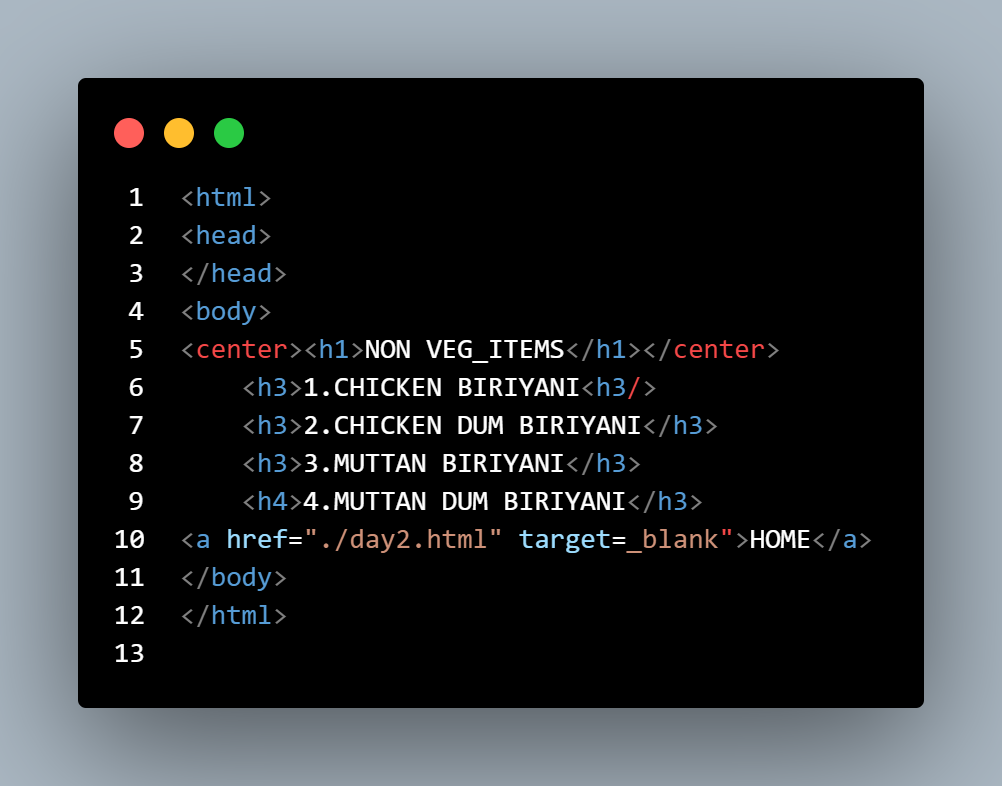 1 <html>
2 <head>
3 </head>
4 <body>
5 <center><h1>NON VEG_ITEMS</h1></center>
6     <h3>1.CHICKEN BIRIYANI<h3/>
7     <h3>2.CHICKEN DUM BIRIYANI</h3>
8     <h3>3.MUTTAN BIRIYANI</h3>
9     <h4>4.MUTTAN DUM BIRIYANI</h3>
10 <a href="./day2.html" target=_blank">HOME</a>
11 </body>
12 </html>
13